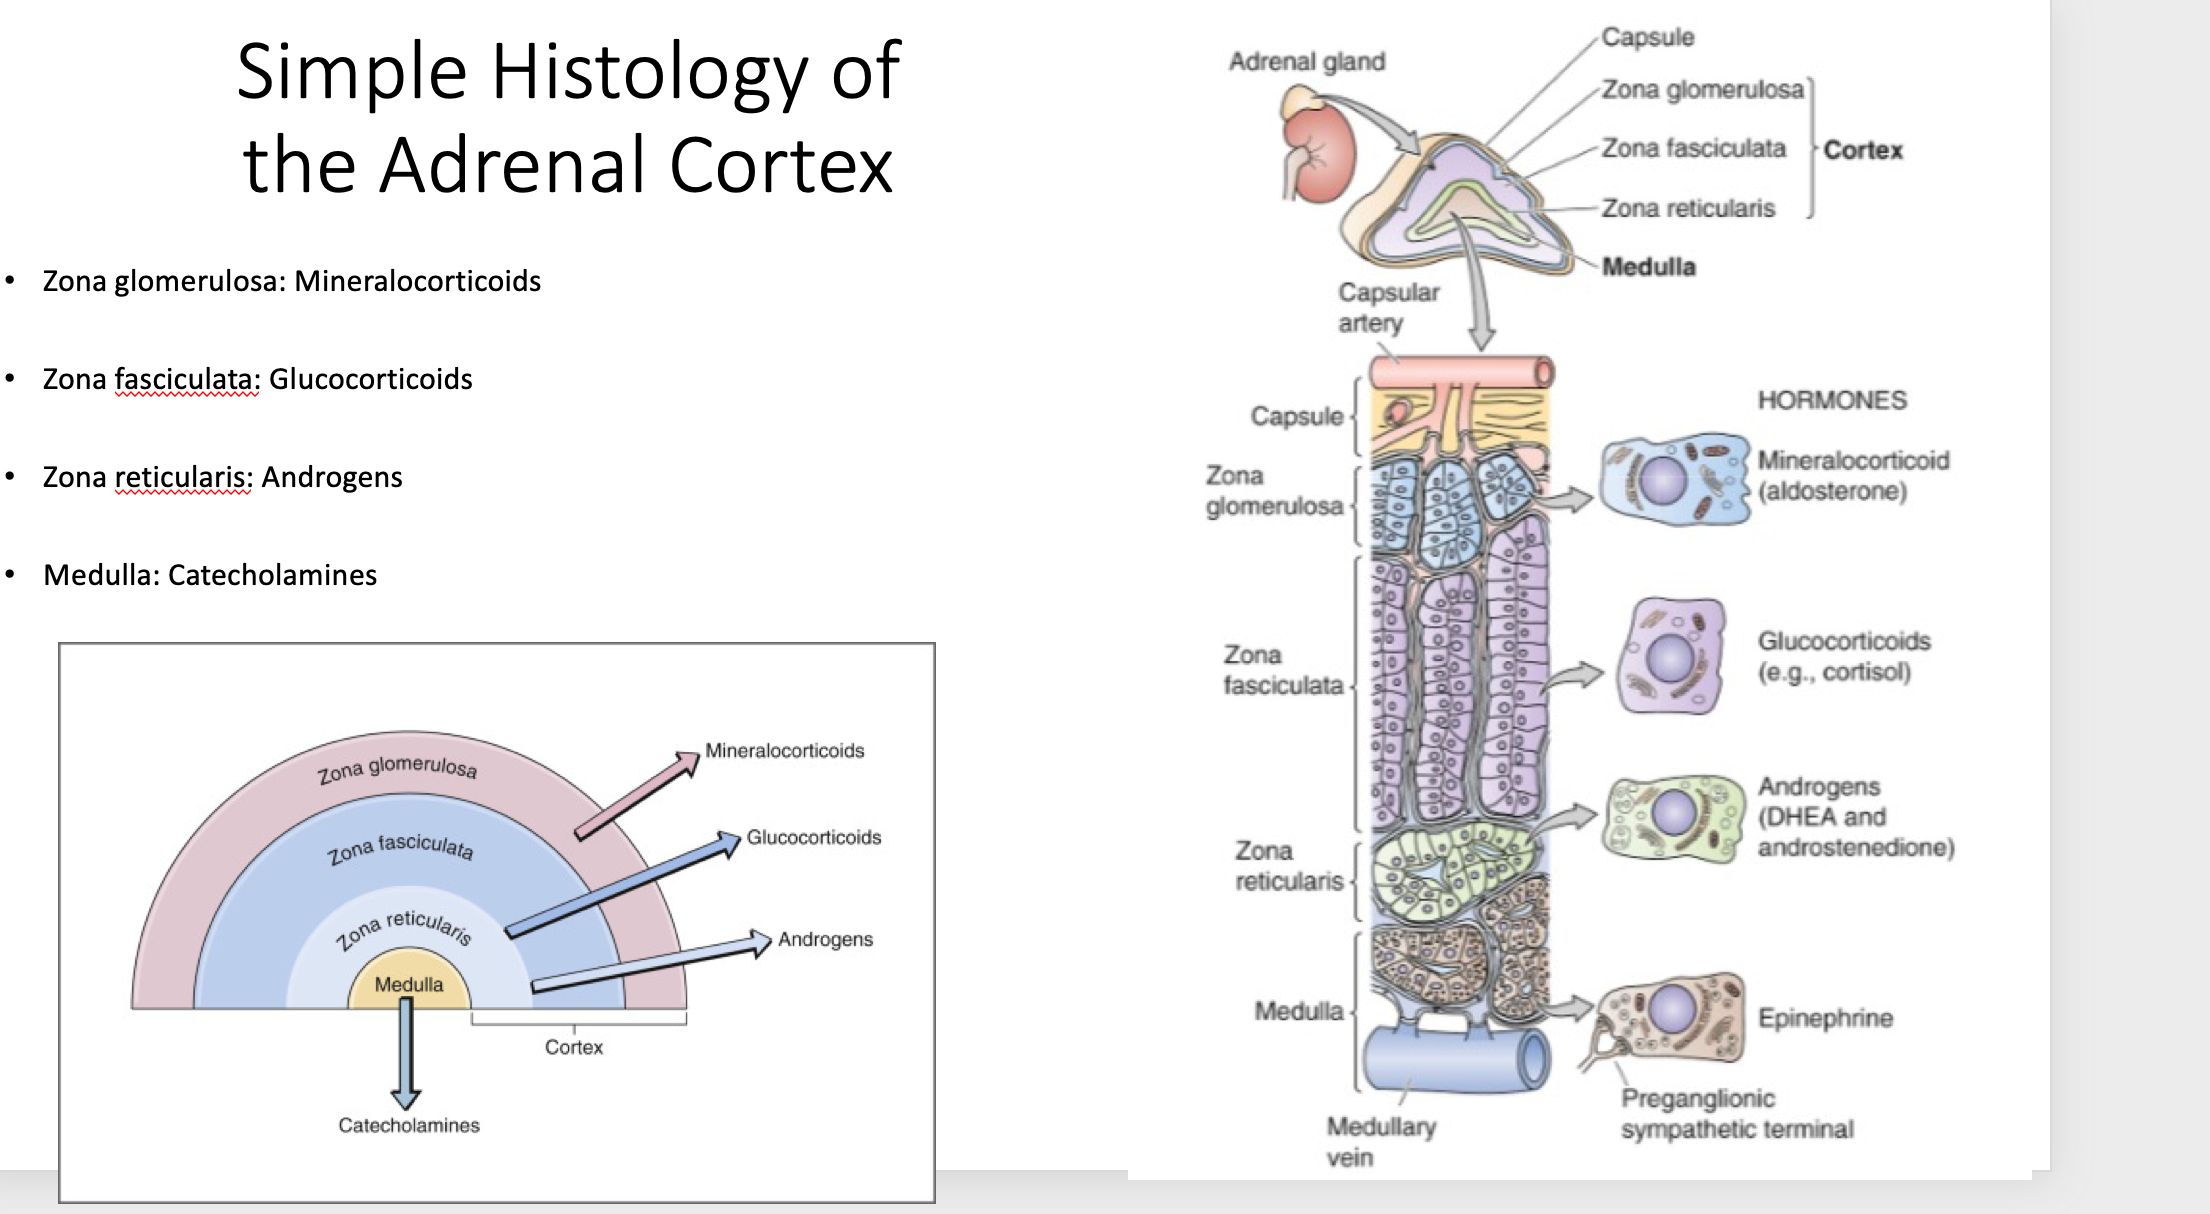 Simple Histology of
the Adrenal Cortex
• Zona glomerulosa: Mineralocorticoids
• Zona fasciculata: Glucocorticoids
• Zona reticularis: Androgens
• Medulla: Catecholamines
Zona glomerulosa
Zona fasciculata
Zona reticularis
Medulla
Mineralocorticoids
Glucocorticoids
Androgens
Cortex
Catecholamines
Adrenal gland
Capsule
Zona glomerulosa
Zona fasciculata
Zona reticularis
Cortex
Medulla
Capsular
artery
Capsule
Zona
glomerulosa
Zona
fasciculata
Zona
reticularis
Medulla
Medullary
vein
HORMONES
Mineralocorticoid
(aldosterone)
Glucocorticoids
(e.g., cortisol)
Androgens
(DHEA and
androstenedione)
Epinephrine
Preganglionic
sympathetic terminal